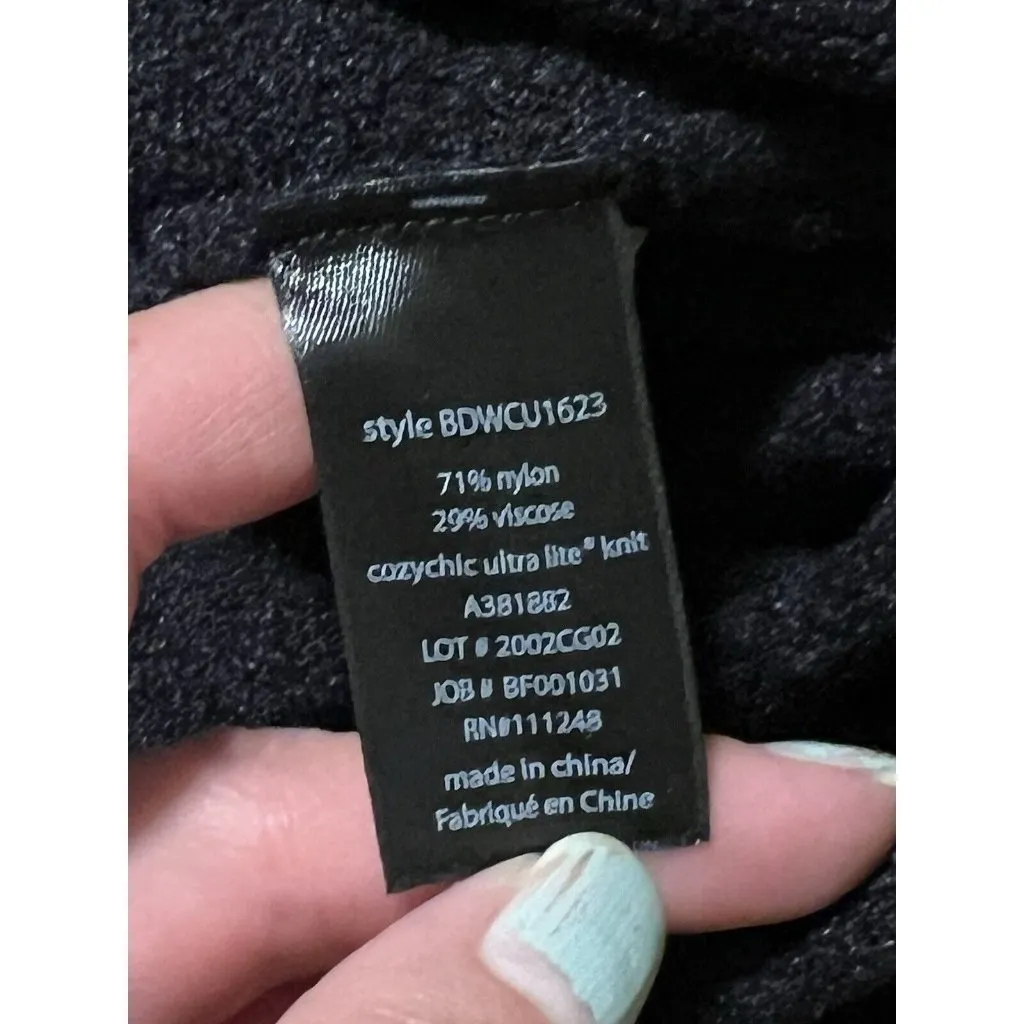 style BDWCU1623
71% nylon
29% viscose
cozychic ultra lite® knit
A381882
LOT # 2002CG02
JOB # BF001031
RN#111248
made in china/
Fabriqué en Chine